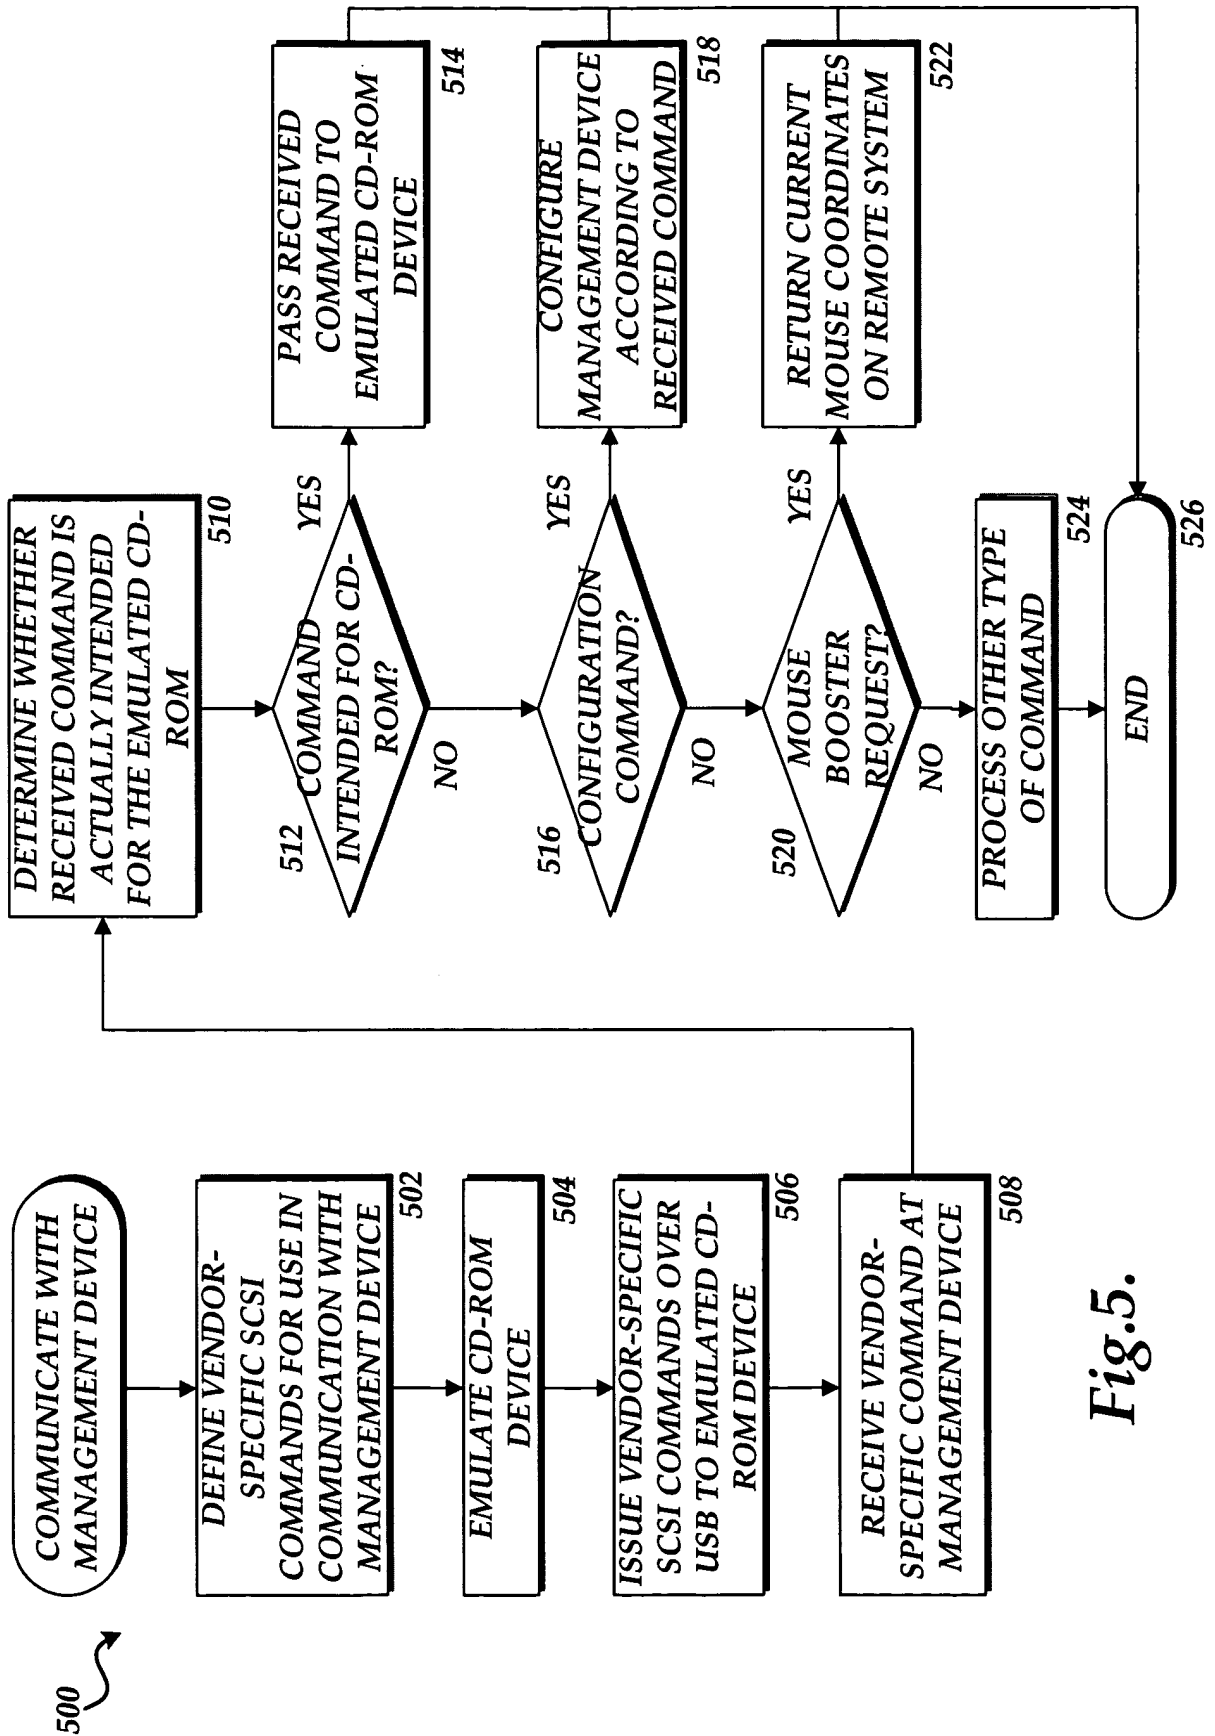 500
COMMUNICATE WITH
MANAGEMENT DEVICE
DEFINE VENDOR-
SPECIFIC SCSI
COMMANDS FOR USE IN
COMMUNICATION WITH
MANAGEMENT DEVICE
502
EMULATE CD-ROM
DEVICE
504
ISSUE VENDOR-SPECIFIC
SCSI COMMANDS OVER
USB TO EMULATED CD-
ROM DEVICE
506
RECEIVE VENDOR-
SPECIFIC COMMAND AT
MANAGEMENT DEVICE
508
DETERMINE WHETHER
RECEIVED COMMAND IS
ACTUALLY INTENDED
FOR THE EMULATED CD-
ROM
510
512
COMMAND
INTENDED FOR CD-
ROM?
YES
NO
PASS RECEIVED
COMMAND TO
EMULATED CD-ROM
DEVICE
514
516
CONFIGURATION
COMMAND?
YES
NO
CONFIGURE
MANAGEMENT DEVICE
ACCORDING TO
RECEIVED COMMAND
518
520
MOUSE
BOOSTER
REQUEST?
YES
NO
RETURN CURRENT
MOUSE COORDINATES
ON REMOTE SYSTEM
522
PROCESS OTHER TYPE
OF COMMAND
524
END
526
Fig.5.